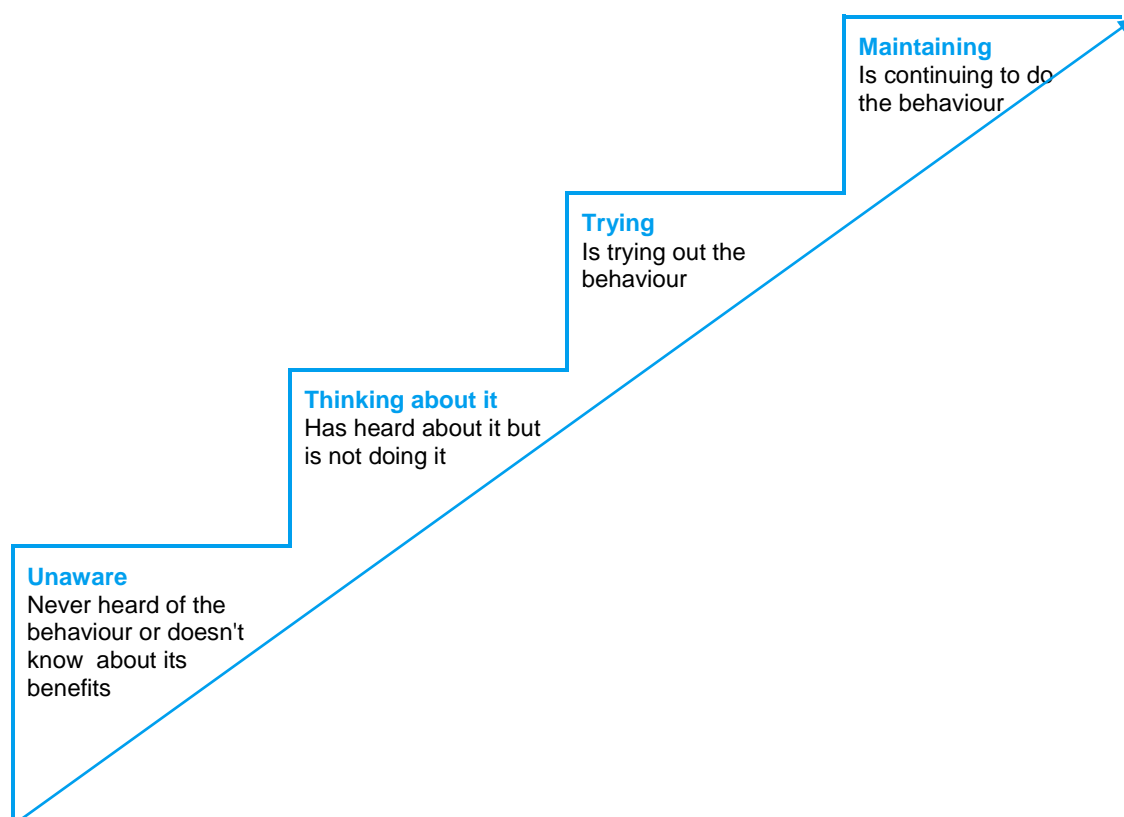 Maintaining
Is continuing to do
the behaviour
Trying
Is trying out the
behaviour
Thinking about it
Has heard about it but
is not doing it
Unaware
Never heard of the
behaviour or doesn't
know  about its
benefits